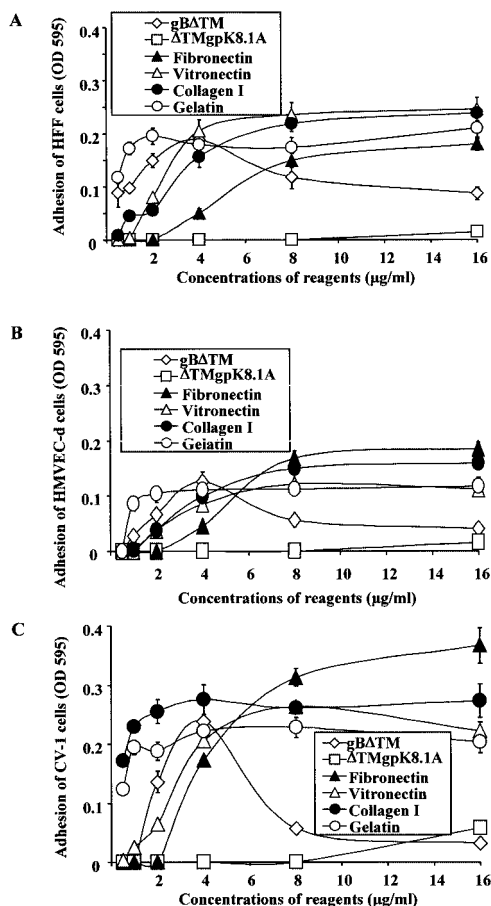 A
gBΔTM
ΔTMgpK8.1A
Fibronectin
Vitronectin
Collagen I
Gelatin
Adhesion of HFF cells (OD 595)
0.4
0.3
0.2
0.1
0
2 4 6 8 10 12 14 16
Concentrations of reagents (µg/ml)
B
gBΔTM
ΔTMgpK8.1A
Fibronectin
Vitronectin
Collagen I
Gelatin
Adhesion of HMVEC-d cells (OD 595)
0.4
0.3
0.2
0.1
0
2 4 6 8 10 12 14 16
Concentrations of reagents (µg/ml)
C
gBΔTM
ΔTMgpK8.1A
Fibronectin
Vitronectin
Collagen I
Gelatin
Adhesion of CV-1 cells (OD 595)
0.4
0.3
0.2
0.1
0
2 4 6 8 10 12 14 16
Concentrations of reagents (µg/ml)